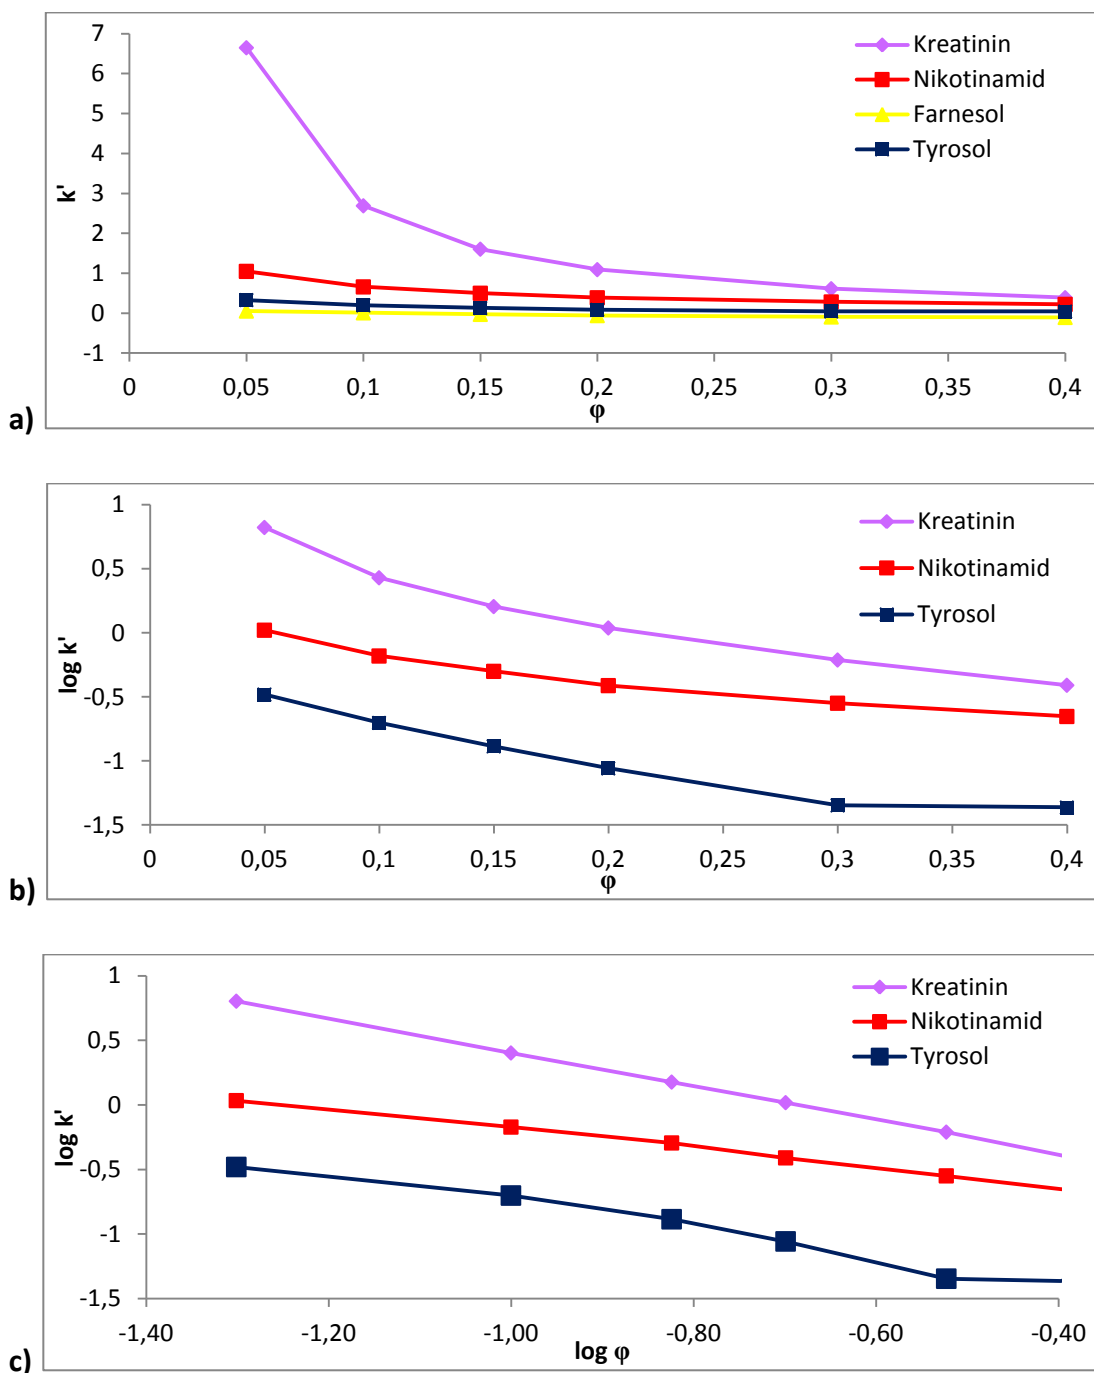 7
6
5
4
3
2
1
0
-1
k'
0 0,05 0,1 0,15 0,2 0,25 0,3 0,35 0,4
φ
Kreatinin
Nikotinamid
Farnesol
Tyrosol
a)
1
0,5
0
-0,5
-1
-1,5
log k'
0 0,05 0,1 0,15 0,2 0,25 0,3 0,35 0,4
φ
Kreatinin
Nikotinamid
Tyrosol
b)
1
0,5
0
-0,5
-1
-1,5
log k'
-1,40 -1,20 -1,00 -0,80 -0,60 -0,40
log φ
Kreatinin
Nikotinamid
Tyrosol
c)